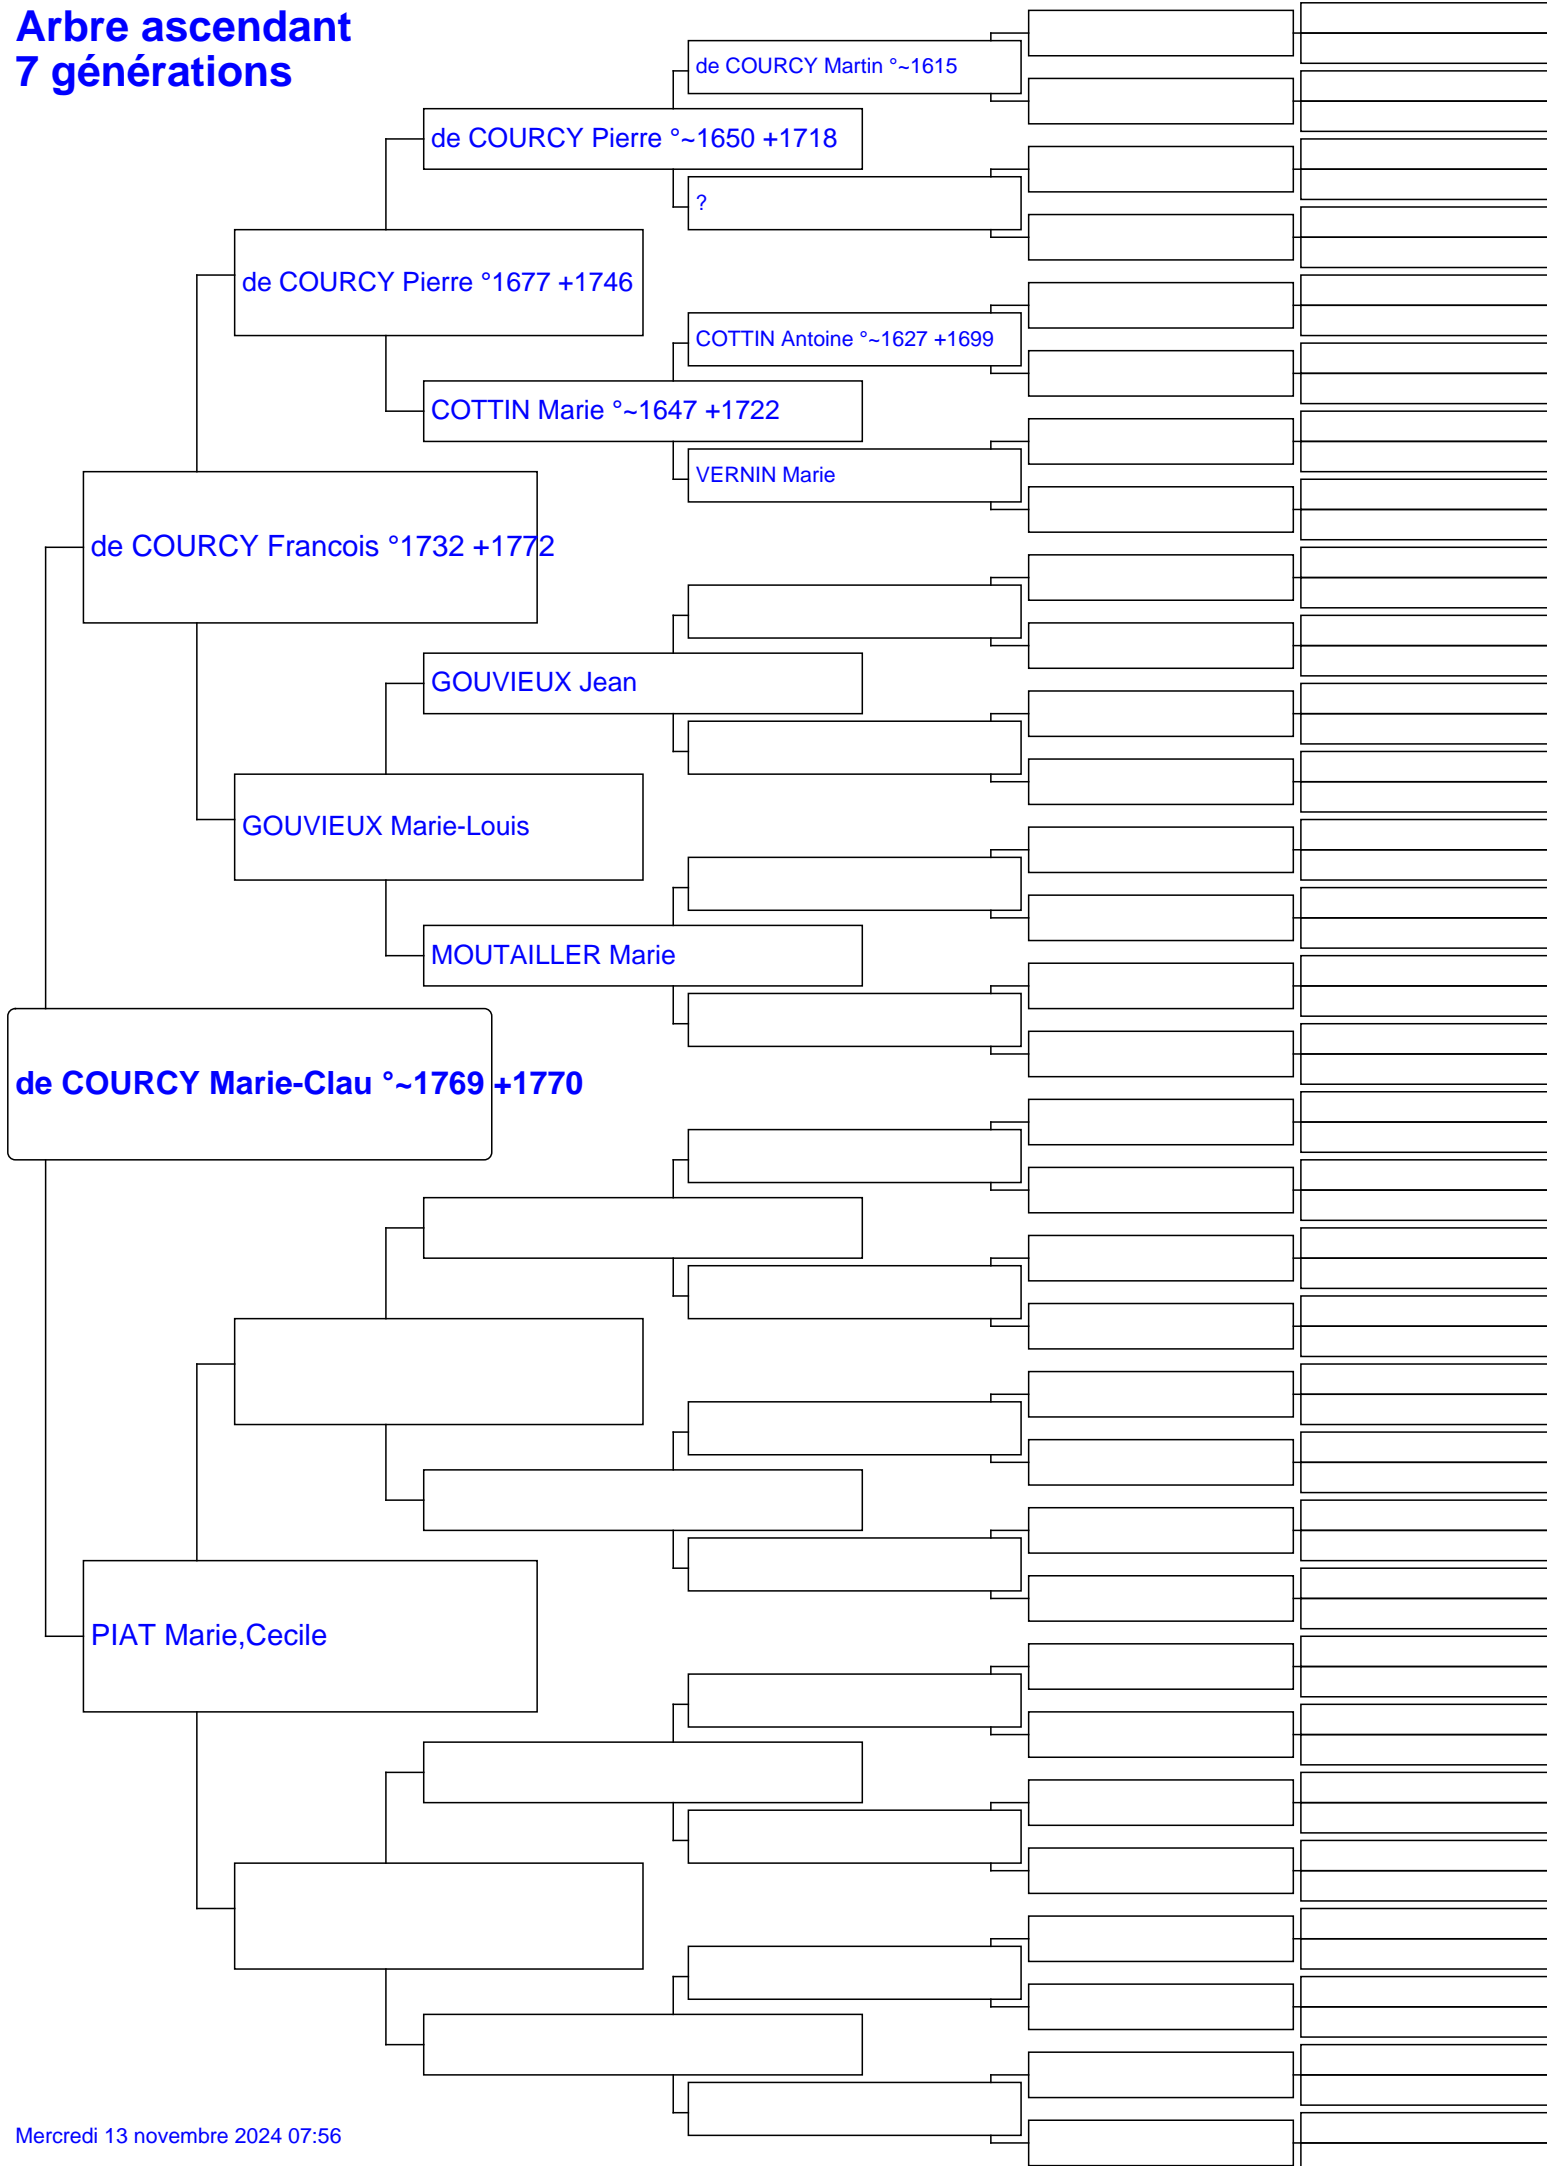 Arbre ascendant
7 générations
de COURCY Martin °~1615
de COURCY Pierre °~1650 +1718
?
de COURCY Pierre °1677 +1746
COTTIN Antoine °~1627 +1699
COTTIN Marie °~1647 +1722
VERNIN Marie
de COURCY Francois °1732 +1772
GOUVIEUX Jean
GOUVIEUX Marie-Louis
MOUTAILLER Marie
de COURCY Marie-Clau °~1769 +1770
PIAT Marie,Cecile
Mercredi 13 novembre 2024 07:56